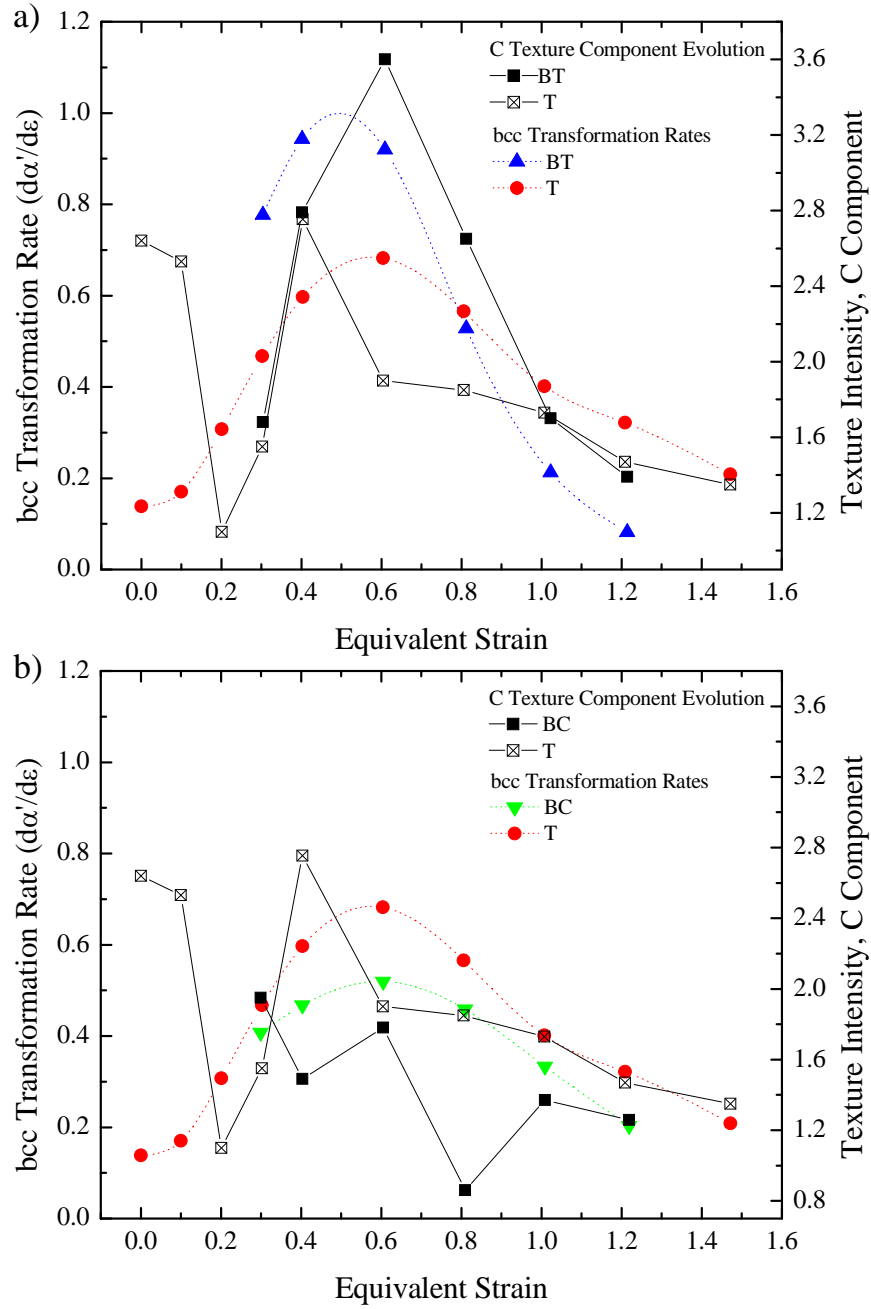 a)
1.2
1.0
0.8
0.6
0.4
0.2
0.0
bcc Transformation Rate (dα'/dε)
C Texture Component Evolution
BT
T
bcc Transformation Rates
BT
T
3.6
3.2
2.8
2.4
2.0
1.6
1.2
Texture Intensity, C Component
0.0 0.2 0.4 0.6 0.8 1.0 1.2 1.4 1.6
Equivalent Strain
b)
1.2
1.0
0.8
0.6
0.4
0.2
0.0
bcc Transformation Rate (dα'/dε)
C Texture Component Evolution
BC
T
bcc Transformation Rates
BC
T
3.6
3.2
2.8
2.4
2.0
1.6
1.2
0.8
Texture Intensity, C Component
0.0 0.2 0.4 0.6 0.8 1.0 1.2 1.4 1.6
Equivalent Strain